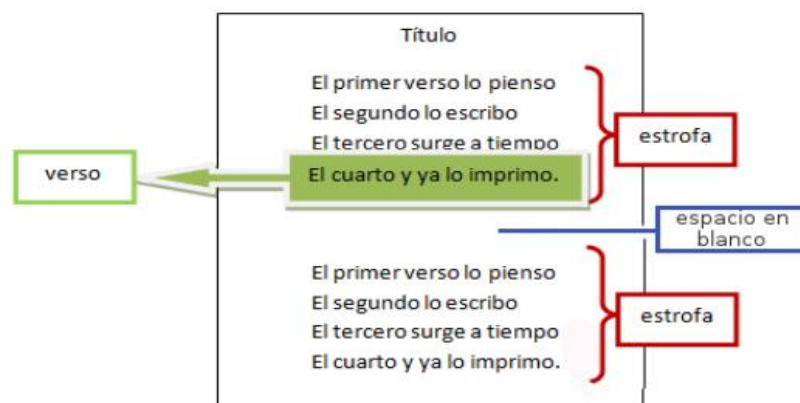 Título
El primer verso lo pienso
El segundo lo escribo
El tercero surge a tiempo
estrofa
verso
El cuarto y ya lo imprimo.
espacio en
blanco
El primer verso lo pienso
El segundo lo escribo
El tercero surge a tiempo
estrofa
El cuarto y ya lo imprimo.